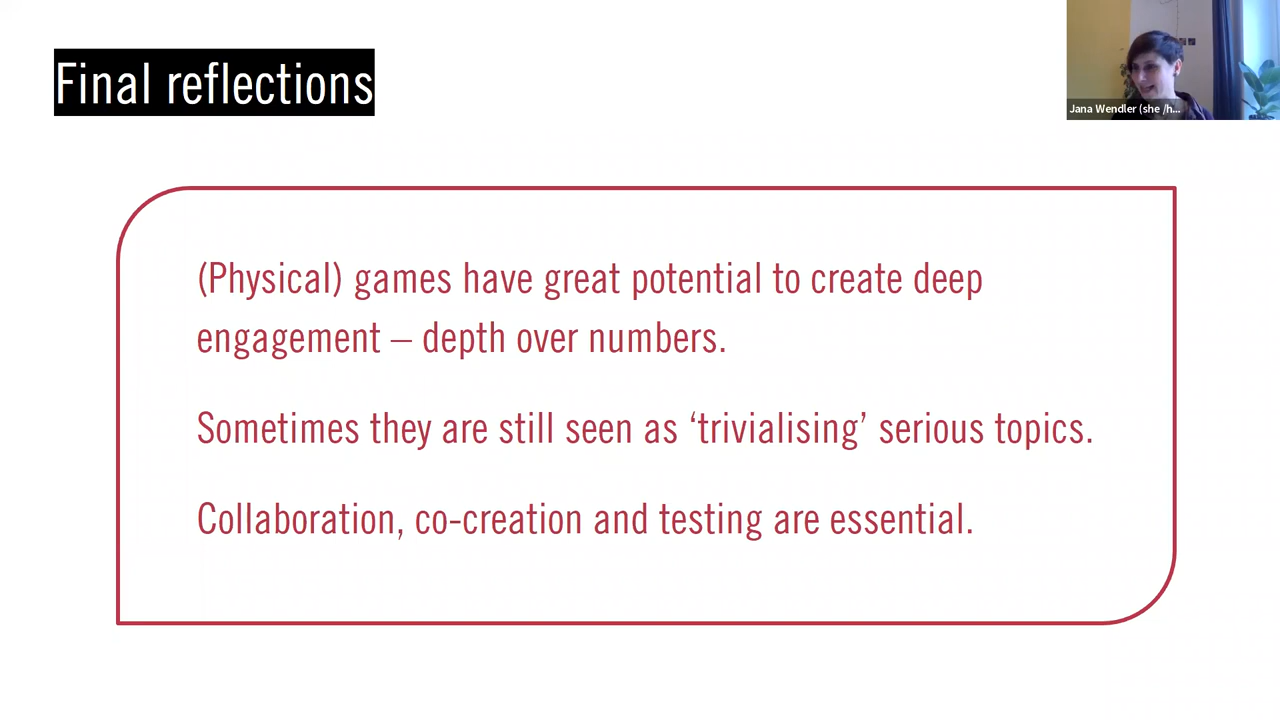 Final reflections
Jana Wendler (she /h...
(Physical) games have great potential to create deep
engagement – depth over numbers.
Sometimes they are still seen as ‘trivialising’ serious topics.
Collaboration, co-creation and testing are essential.